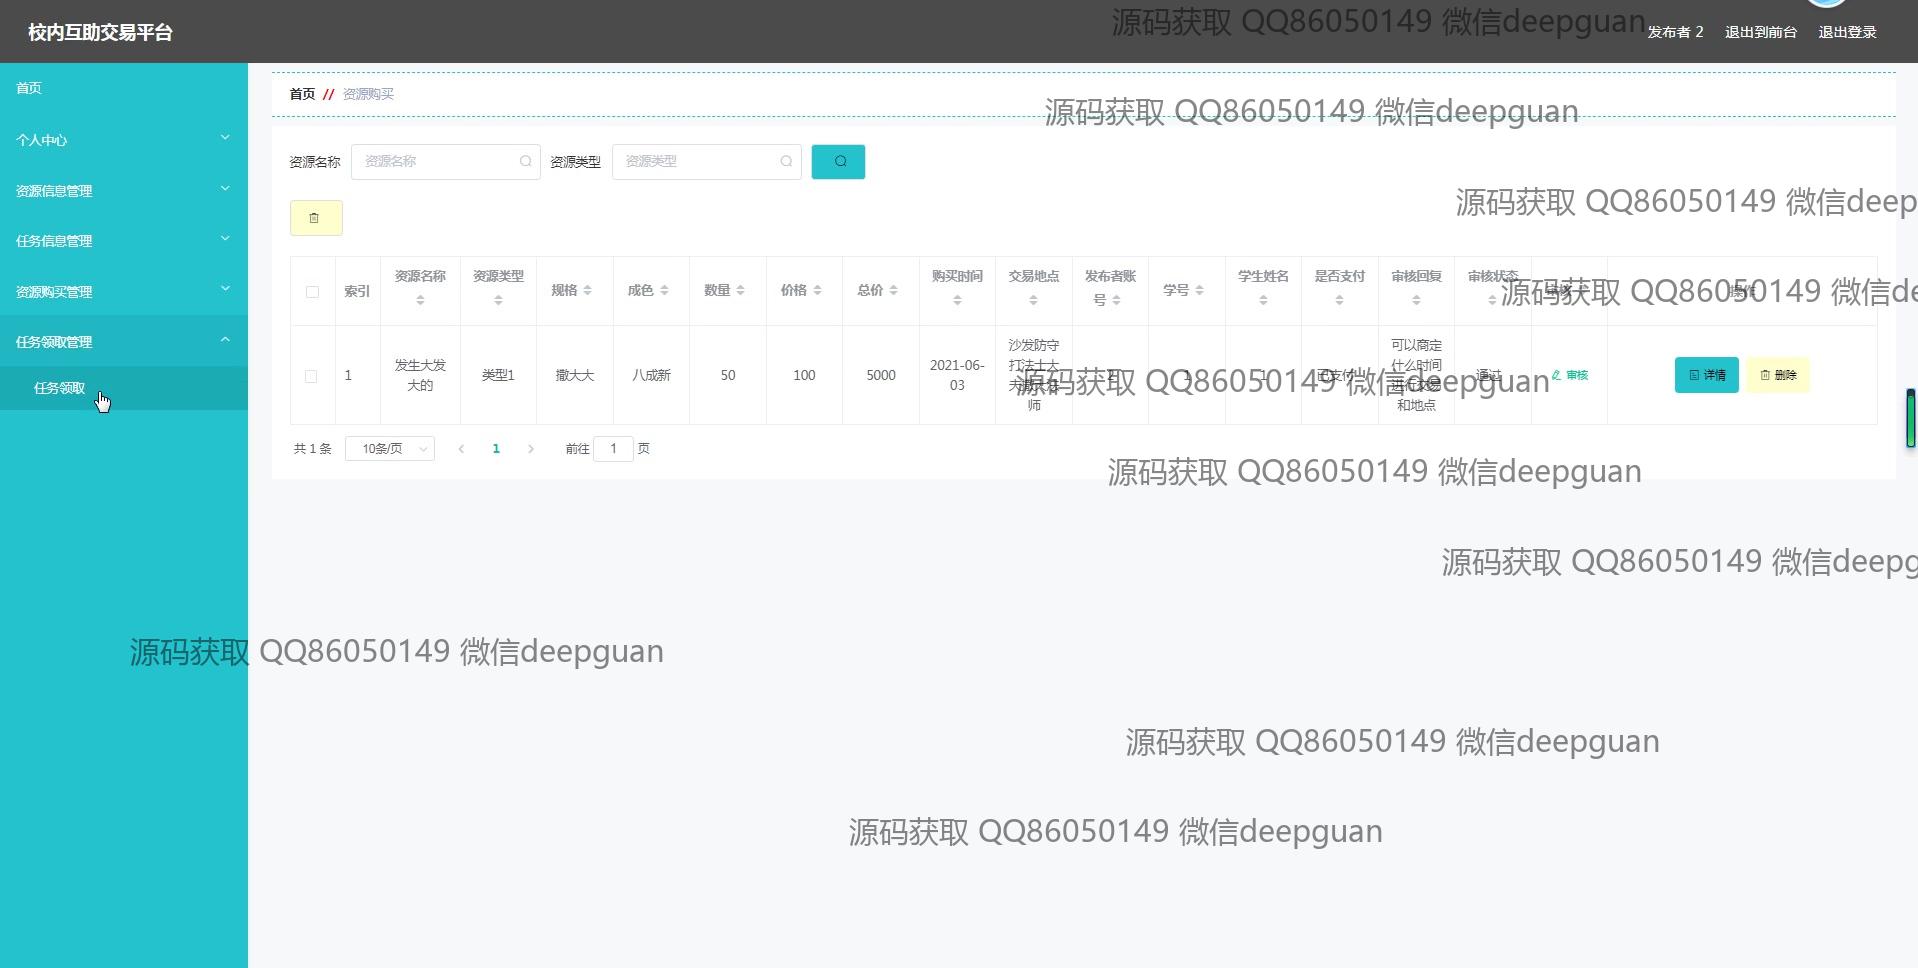 校内互助交易平台
源码获取 QQ86050149 微信deepguan
发布者 2 退出到前台 退出登录
首页
个人中心
资源信息管理
任务信息管理
资源购买管理
任务领取管理
任务领取
首页 // 资源购买
源码获取 QQ86050149 微信deepguan
资源名称 资源名称 资源类型 资源类型
源码获取 QQ86050149 微信deep
索引 资源名称 资源类型 规格 成色 数量 价格 总价 购买时间 交易地点 发布者账号 学号 学生姓名 是否支付 审核回复 审核状态 审核 操作
源码获取 QQ86050149 微信de
1 发生大发大的 类型1 撒大大 八成新 50 100 5000 2021-06-03 沙发防守打法士大 师 2 1 1 已支付 可以商定什么时间进行交易和地点 通过 审核 详情 删除
源码获取 QQ86050149 微信deepguan
共 1 条 10条/页 1 前往 1 页
源码获取 QQ86050149 微信deepguan
源码获取 QQ86050149 微信deepg
源码获取 QQ86050149 微信deepguan
源码获取 QQ86050149 微信deepguan
源码获取 QQ86050149 微信deepguan